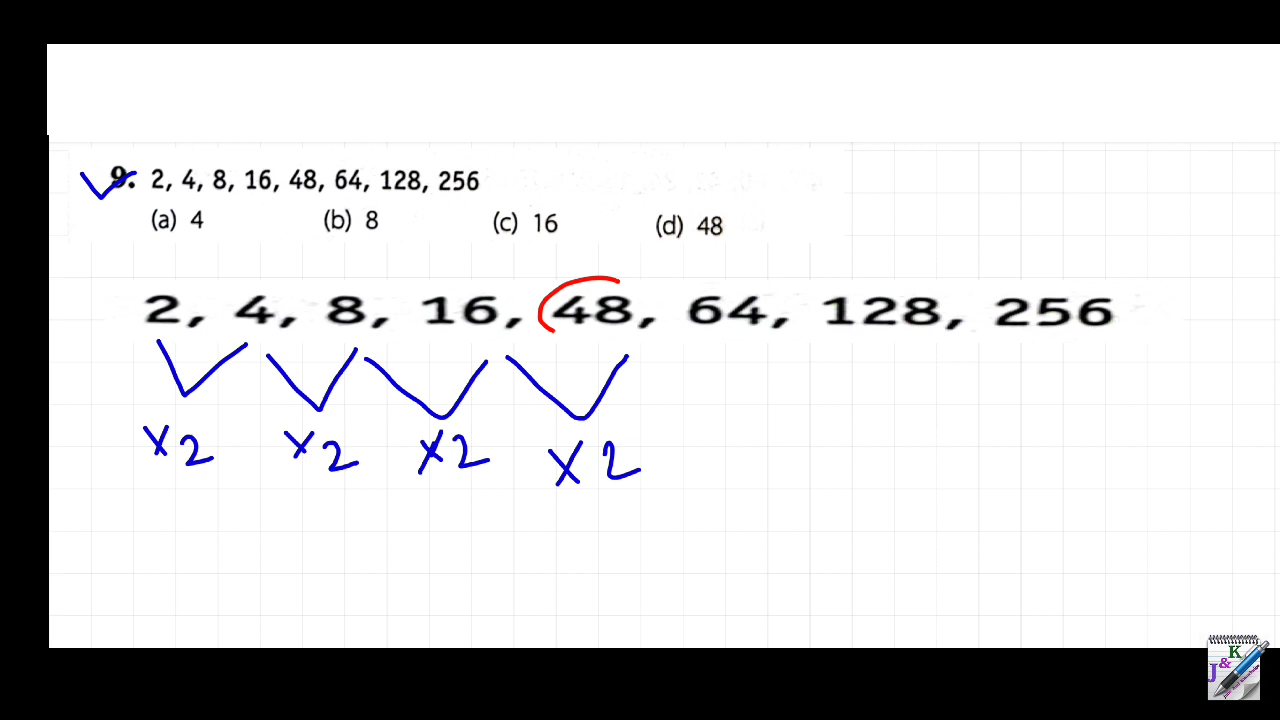 9. 2, 4, 8, 16, 48, 64, 128, 256
(a) 4 (b) 8 (c) 16 (d) 48
2, 4, 8, 16, 48, 64, 128, 256
x2 x2 x2 x2
J&K